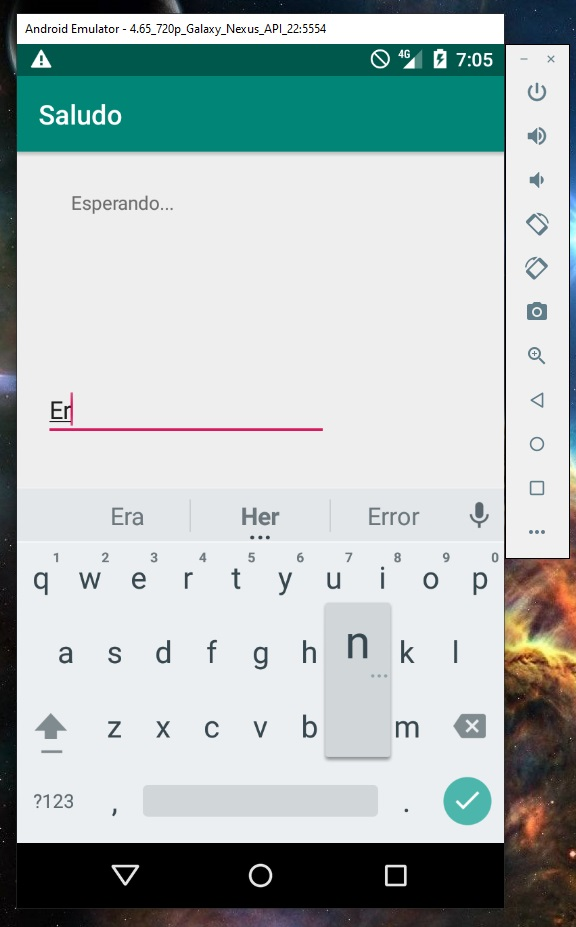 Android Emulator - 4.65_720p_Galaxy_Nexus_API_22:5554
4G 7:05
Saludo
Esperando...
Er
Era Her Error
1 2 3 4 5 6 7 8 9 0
q w e r t y u i o p
a s d f g h n k l
z x c v b m
?123 , .